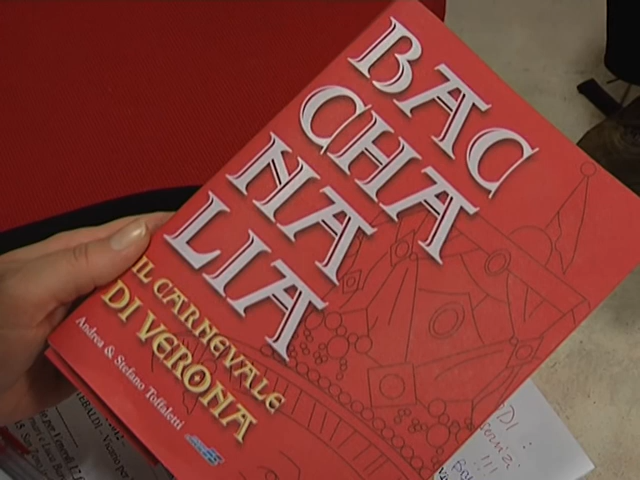 BAC
CHA
NA
LIA
IL CARNEVALE
DI VERONA
Andrea & Stefano Toffaletti